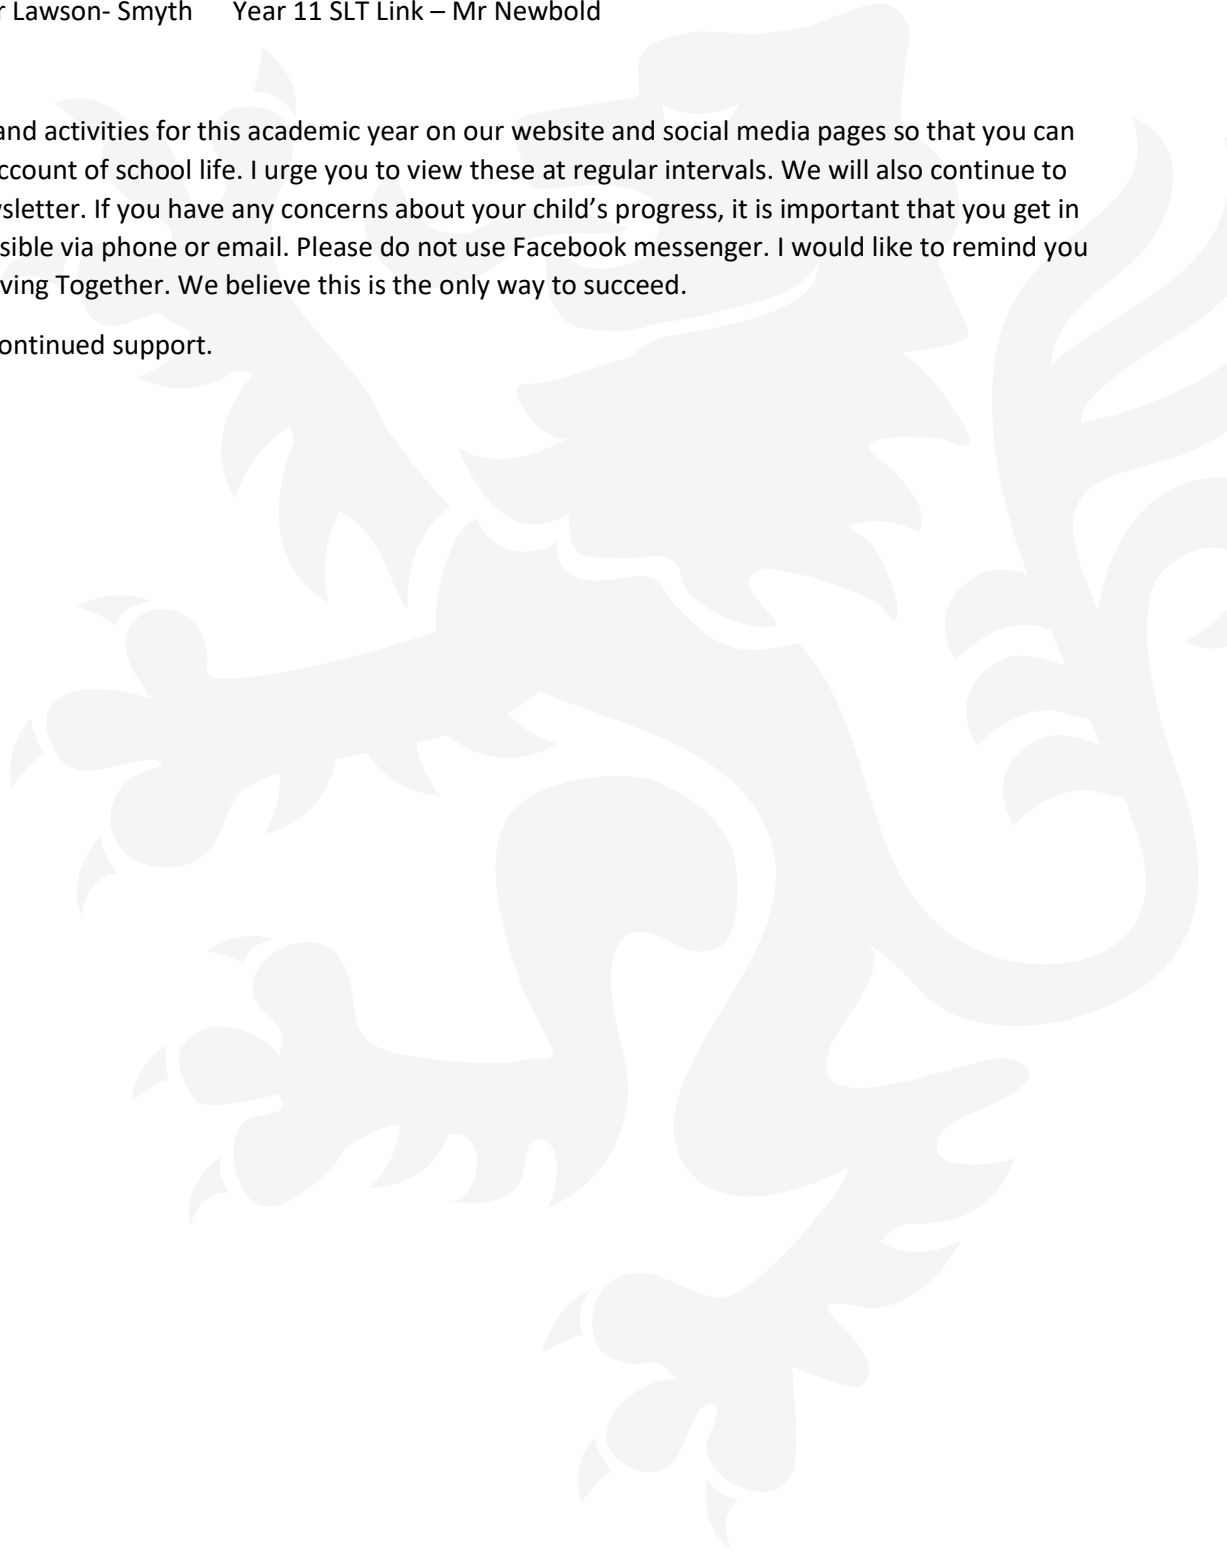 r Lawson- Smyth Year 11 SLT Link – Mr Newbold
and activities for this academic year on our website and social media pages so that you can
ccount of school life. I urge you to view these at regular intervals. We will also continue to
sletter. If you have any concerns about your child’s progress, it is important that you get in
sible via phone or email. Please do not use Facebook messenger. I would like to remind you
ving Together. We believe this is the only way to succeed.
ontinued support.